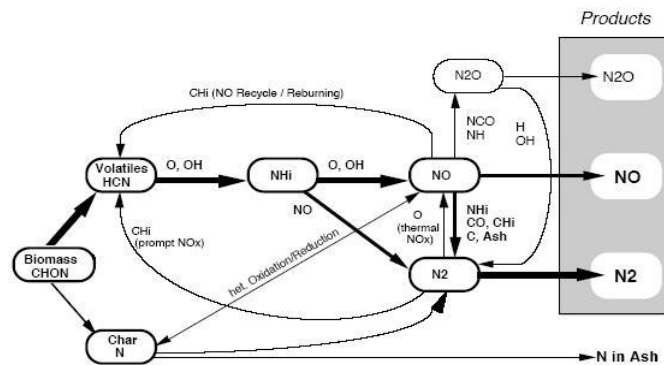 Products
N2O
N2O
CHi (NO Recycle / Reburning)
NCO
NH
H
OH
Volatiles
HCN
O, OH
NHi
O, OH
NO
NO
NO
CHi
(prompt NOx)
O
(thermal
NOx)
NHi
CO, CHi
C, Ash
Biomass
CHON
het. Oxidation/Reduction
N2
N2
Char
N
N in Ash